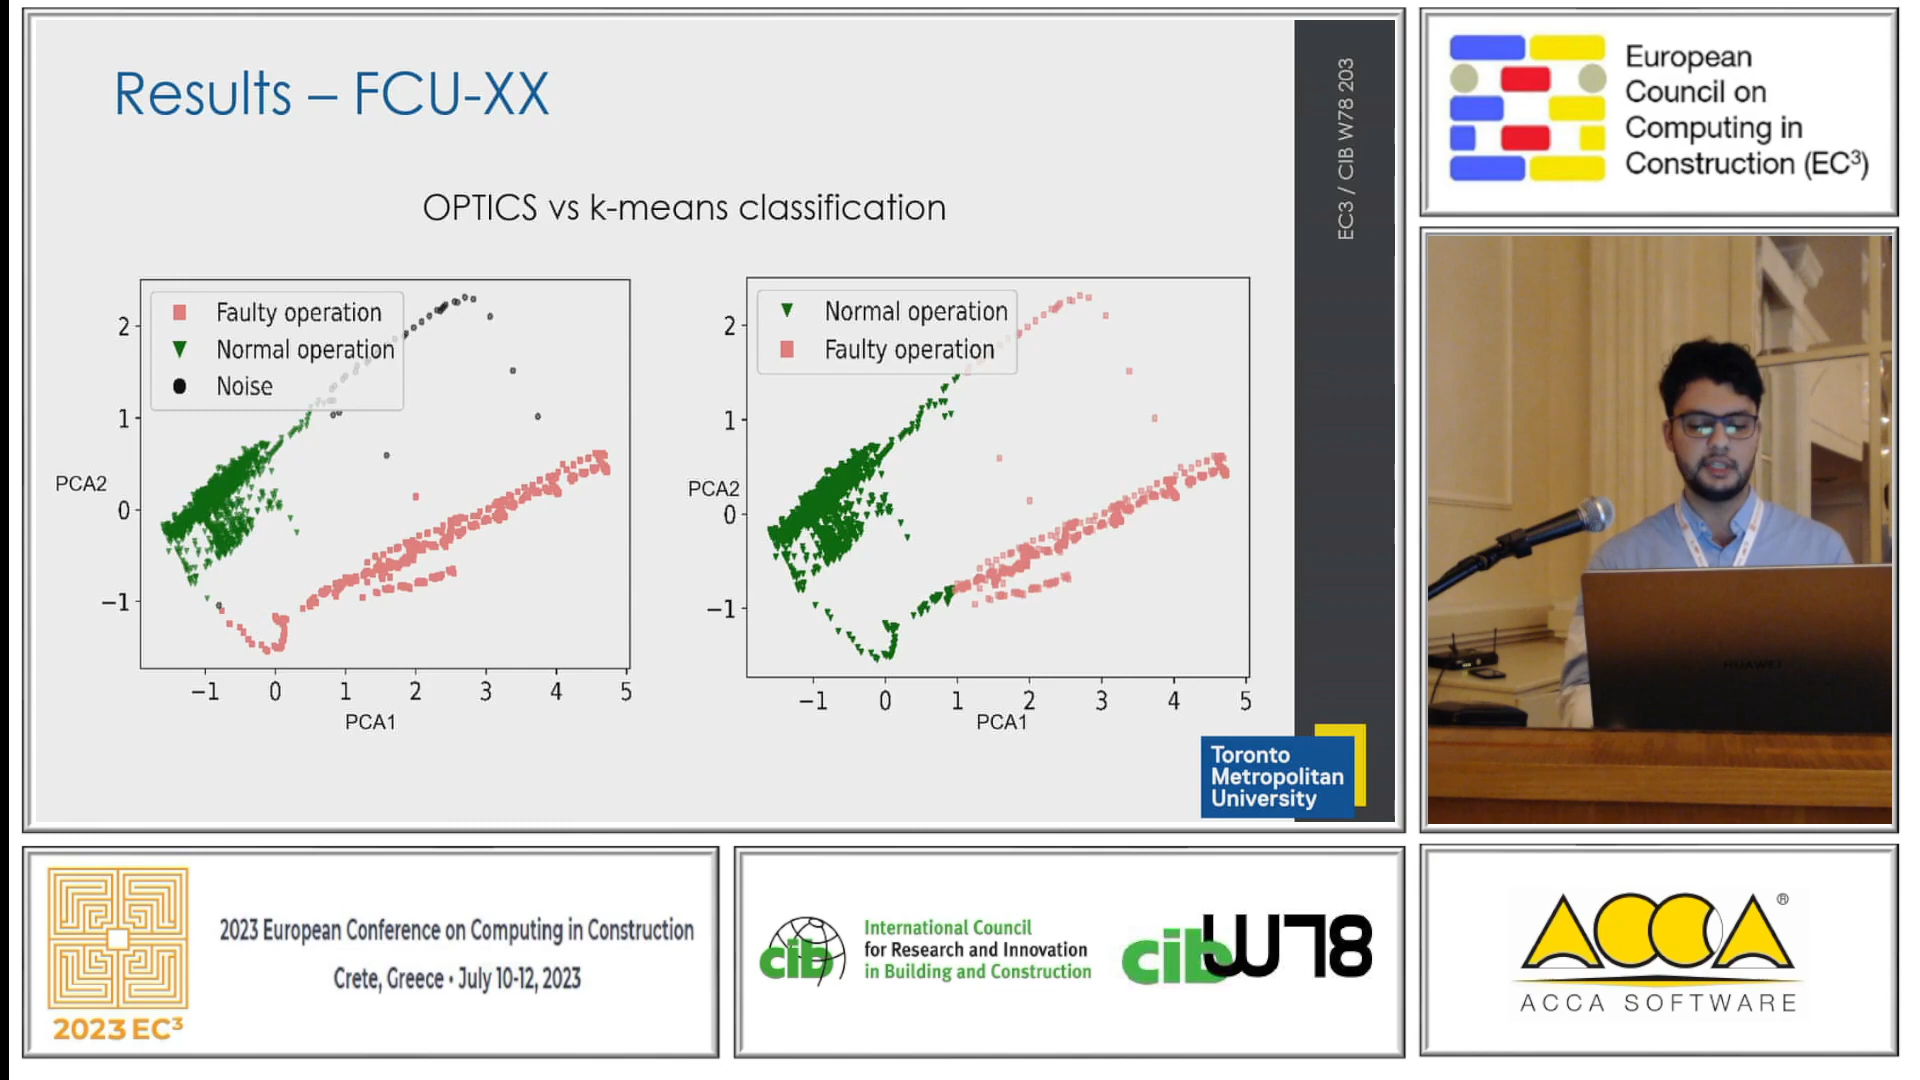 Results – FCU-XX
OPTICS vs k-means classification
Faulty operation
Normal operation
Noise
2
1
0
−1
PCA2
−1 0 1 2 3 4 5
PCA1
Normal operation
Faulty operation
2
1
0
−1
PCA2
−1 0 1 2 3 4 5
PCA1
EC3 / CIB W78 203
Toronto
Metropolitan
University
European
Council on
Computing in
Construction (EC³)
HUAWEI
2023 EC³
2023 European Conference on Computing in Construction
Crete, Greece • July 10-12, 2023
cib
International Council
for Research and Innovation
in Building and Construction
cib W78
ACCA ®
ACCA SOFTWARE